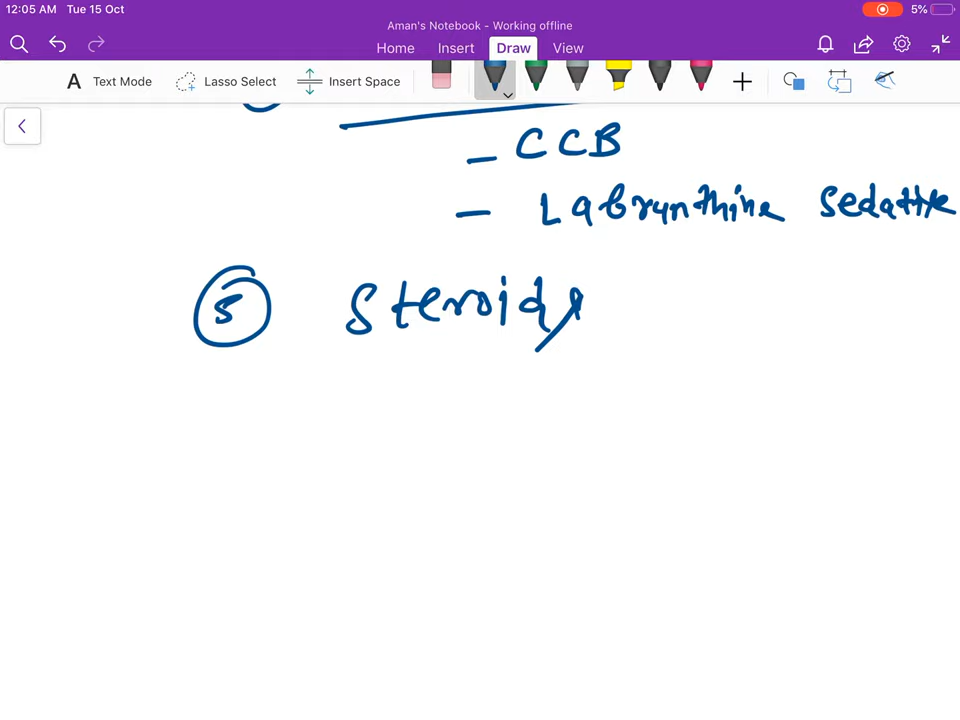 12:05 AM Tue 15 Oct
5%
Aman's Notebook - Working offline
Home Insert Draw View
Text Mode Lasso Select Insert Space
- CCB
- Labrynthine Sedative
5 Steroids